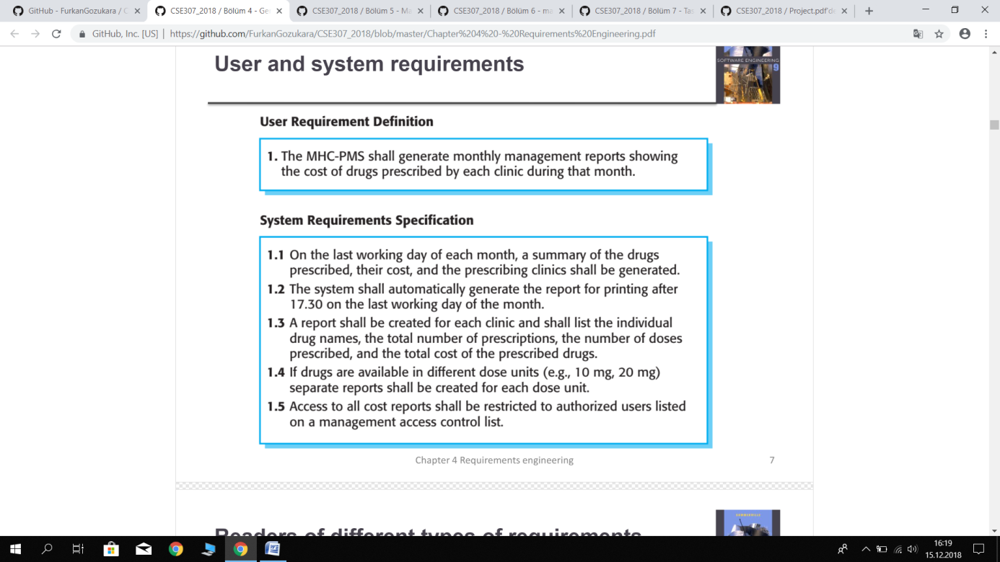 GitHub - FurkanGozukara / C
CSE307_2018 / Bölüm 4 - Ger
CSE307_2018 / Bölüm 5 - Ma
CSE307_2018 / Bölüm 6 - ma
CSE307_2018 / Bölüm 7 - Tas
CSE307_2018 / Project.pdf'de
GitHub, Inc. [US] | https://github.com/FurkanGozukara/CSE307_2018/blob/master/Chapter%204%20-%20Requirements%20Engineering.pdf
User and system requirements
SOFTWARE ENGINEERING
9
User Requirement Definition
1. The MHC-PMS shall generate monthly management reports showing
the cost of drugs prescribed by each clinic during that month.
System Requirements Specification
1.1 On the last working day of each month, a summary of the drugs
prescribed, their cost, and the prescribing clinics shall be generated.
1.2 The system shall automatically generate the report for printing after
17.30 on the last working day of the month.
1.3 A report shall be created for each clinic and shall list the individual
drug names, the total number of prescriptions, the number of doses
prescribed, and the total cost of the prescribed drugs.
1.4 If drugs are available in different dose units (e.g., 10 mg, 20 mg)
separate reports shall be created for each dose unit.
1.5 Access to all cost reports shall be restricted to authorized users listed
on a management access control list.
Chapter 4 Requirements engineering
7
SOMMERVILLE
Readers of different types of requirements
16:19
15.12.2018